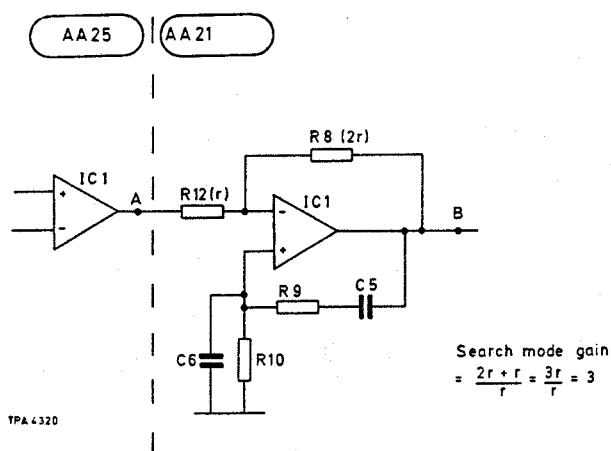 AA25
AA21
R8 (2r)
IC1
A
R12(r)
IC1
B
+
-
-
+
R9
C5
C6
R10
Search mode gain
= 2r + r / r = 3r / r = 3
TPA 4320